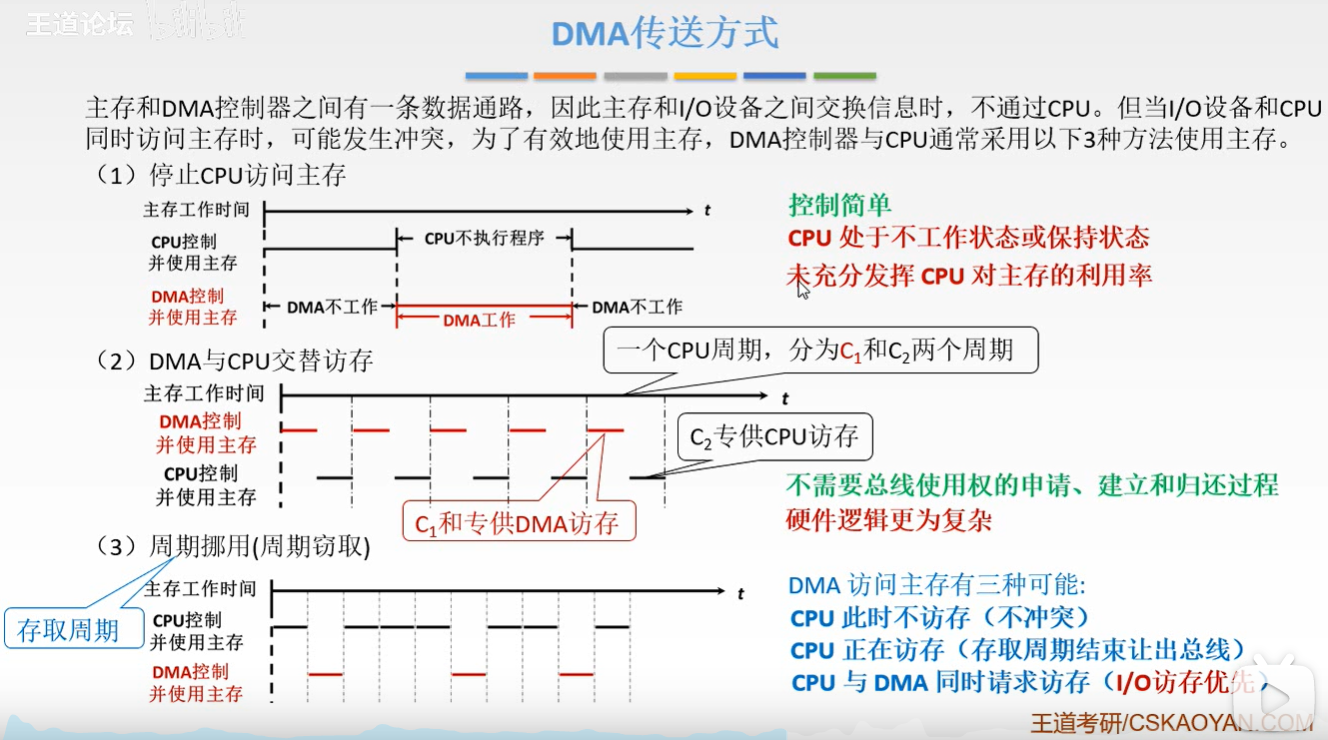 王道论坛
DMA传送方式
主存和DMA控制器之间有一条数据通路，因此主存和I/O设备之间交换信息时，不通过CPU。但当I/O设备和CPU
同时访问主存时，可能发生冲突，为了有效地使用主存，DMA控制器与CPU通常采用以下3种方法使用主存。
（1）停止CPU访问主存
主存工作时间
t
CPU控制
并使用主存
CPU不执行程序
DMA控制
并使用主存
DMA不工作
DMA工作
DMA不工作
控制简单
CPU 处于不工作状态或保持状态
未充分发挥 CPU 对主存的利用率
（2）DMA与CPU交替访存
一个CPU周期，分为C1和C2两个周期
主存工作时间
t
DMA控制
并使用主存
C2专供CPU访存
CPU控制
并使用主存
C1和专供DMA访存
不需要总线使用权的申请、建立和归还过程
硬件逻辑更为复杂
（3）周期挪用(周期窃取)
主存工作时间
t
存取周期
CPU控制
并使用主存
DMA控制
并使用主存
DMA 访问主存有三种可能:
CPU 此时不访存（不冲突）
CPU 正在访存（存取周期结束让出总线）
CPU 与 DMA 同时请求访存（I/O访存优先）
王道考研/CSKAOYAN.COM